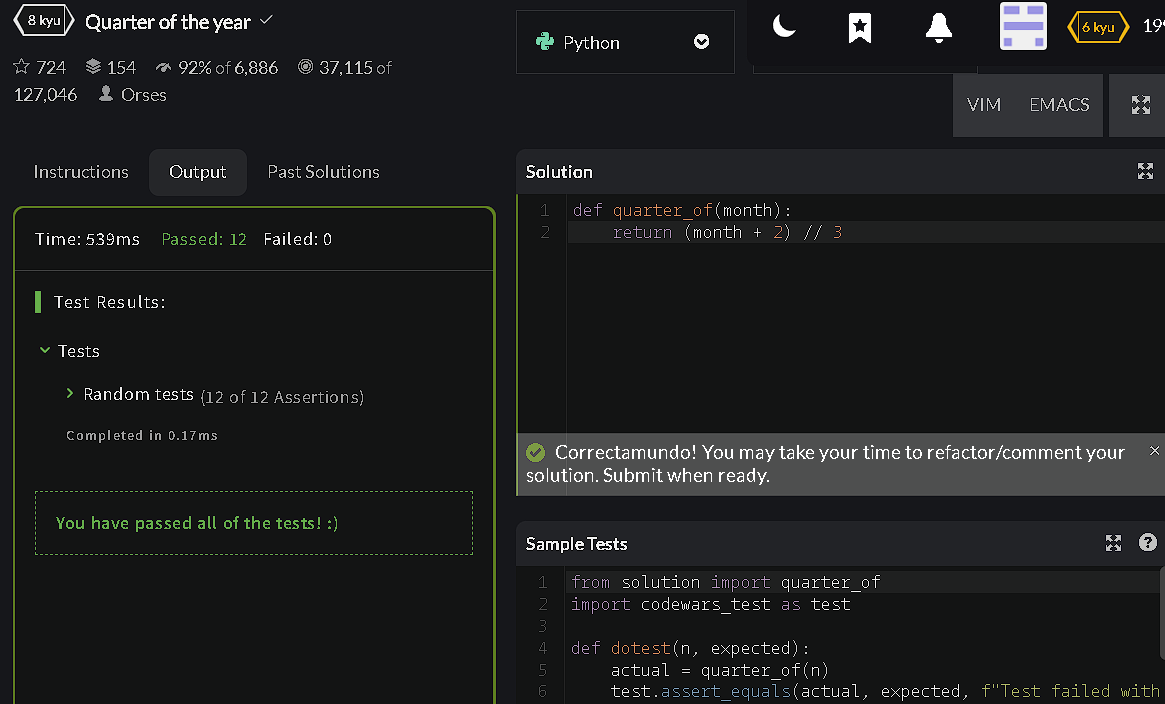 8 kyu Quarter of the year
Python
6 kyu
724 154 92% of 6,886 37,115 of
127,046 Orses
VIM EMACS
Instructions Output Past Solutions
Time: 539ms Passed: 12 Failed: 0
Test Results:
Tests
Random tests (12 of 12 Assertions)
Completed in 0.17ms
You have passed all of the tests! :)
Solution
1 def quarter_of(month):
2 return (month + 2) // 3
Correctamundo! You may take your time to refactor/comment your
solution. Submit when ready.
Sample Tests
1 from solution import quarter_of
2 import codewars_test as test
3
4 def dotest(n, expected):
5 actual = quarter_of(n)
6 test.assert_equals(actual, expected, f"Test failed with